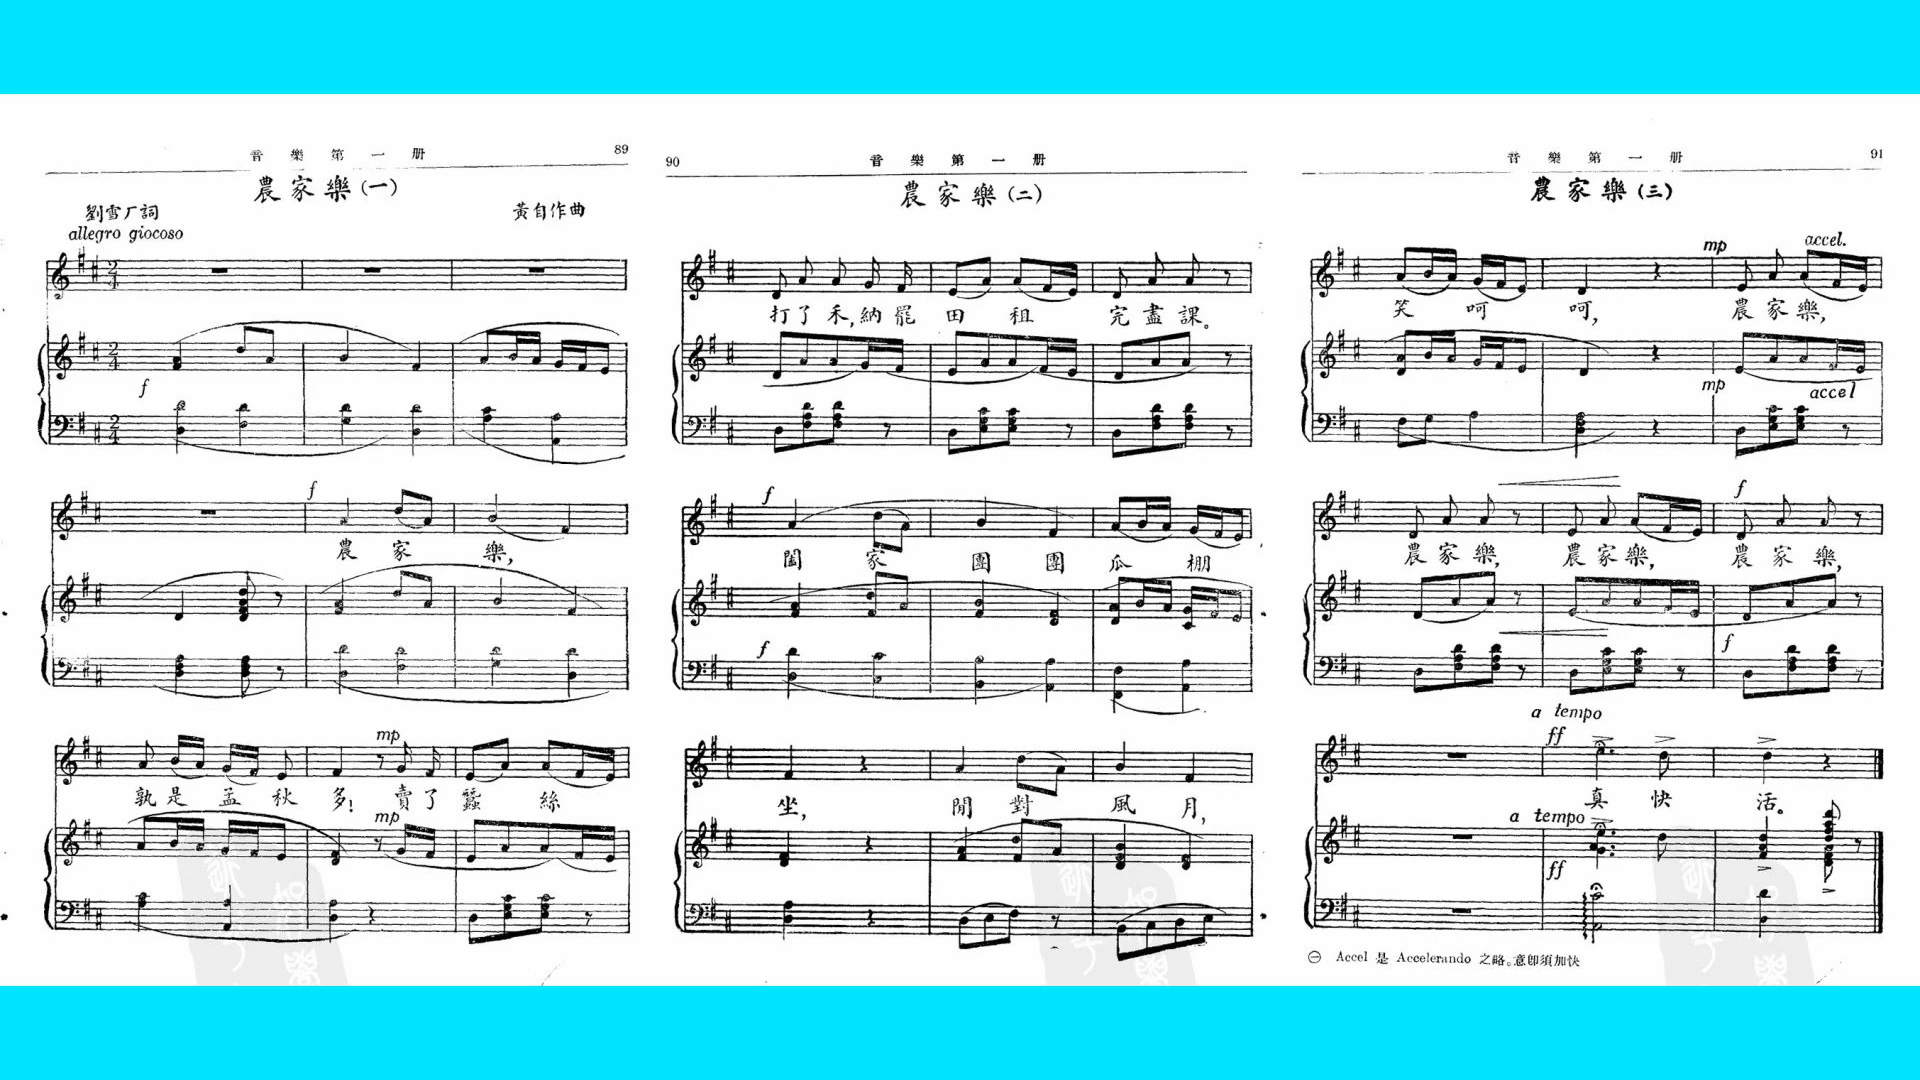 音樂第一册 89
農家樂(一)
劉雪厂詞 黃自作曲
allegro giocoso
f
f
農家樂,
mp
孰是孟秋多!賣了蠶絲
mp
90 音樂第一册
農家樂(二)
打了禾,納罷田租完盡課。
f
闔家團團瓜棚
f
坐,閒對風月,
音樂第一册 91
農家樂(三)
mp accel.
笑呵呵,農家樂,
mp accel
f
農家樂,農家樂,農家樂,
f
a tempo
ff
真快活。
a tempo
ff
㊀ Accel 是 Accelerando 之略。意即須加快